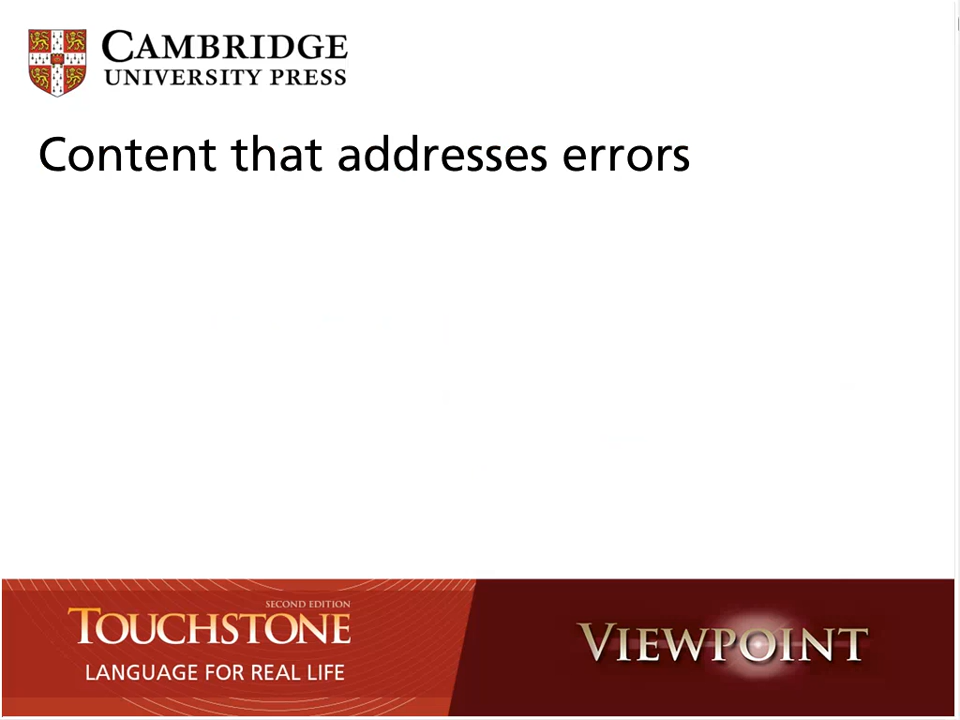 CAMBRIDGE
UNIVERSITY PRESS
Content that addresses errors
SECOND EDITION
TOUCHSTONE
LANGUAGE FOR REAL LIFE
VIEWPOINT